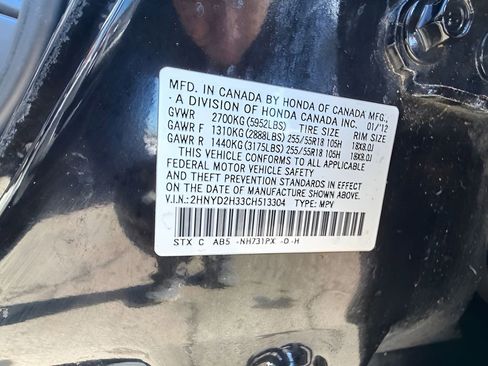 MFD. IN CANADA BY HONDA OF CANADA MFG.,
A DIVISION OF HONDA CANADA INC. 01/12
GVWR 2700KG(5952LBS) TIRE SIZE RIM SIZE
GAWR F 1310KG(2888LBS) 255/55R18 105H 18X8.0J
GAWR R 1440KG(3175LBS) 255/55R18 105H 18X8.0J
THIS VEHICLE CONFORMS TO ALL APPLICABLE
FEDERAL MOTOR VEHICLE SAFETY
AND THEFT PREVENTION STANDARDS IN EFFECT
ON THE DATE OF MANUFACTURE SHOWN ABOVE.
V.I.N.: 2HNYD2H33CH513304 TYPE: MPV
STX C AB5 -NH731PX -D-H